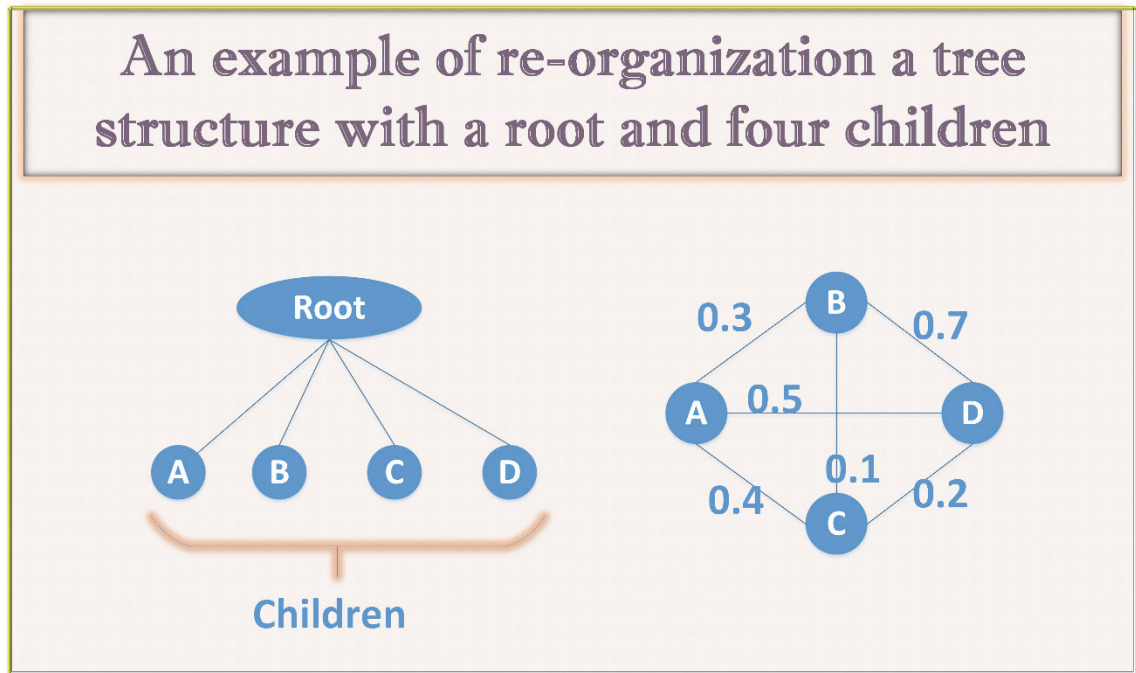 An example of re-organization a tree
structure with a root and four children
Root
A
B
C
D
Children
B
0.3
0.7
A
0.5
D
0.1
0.4
0.2
C